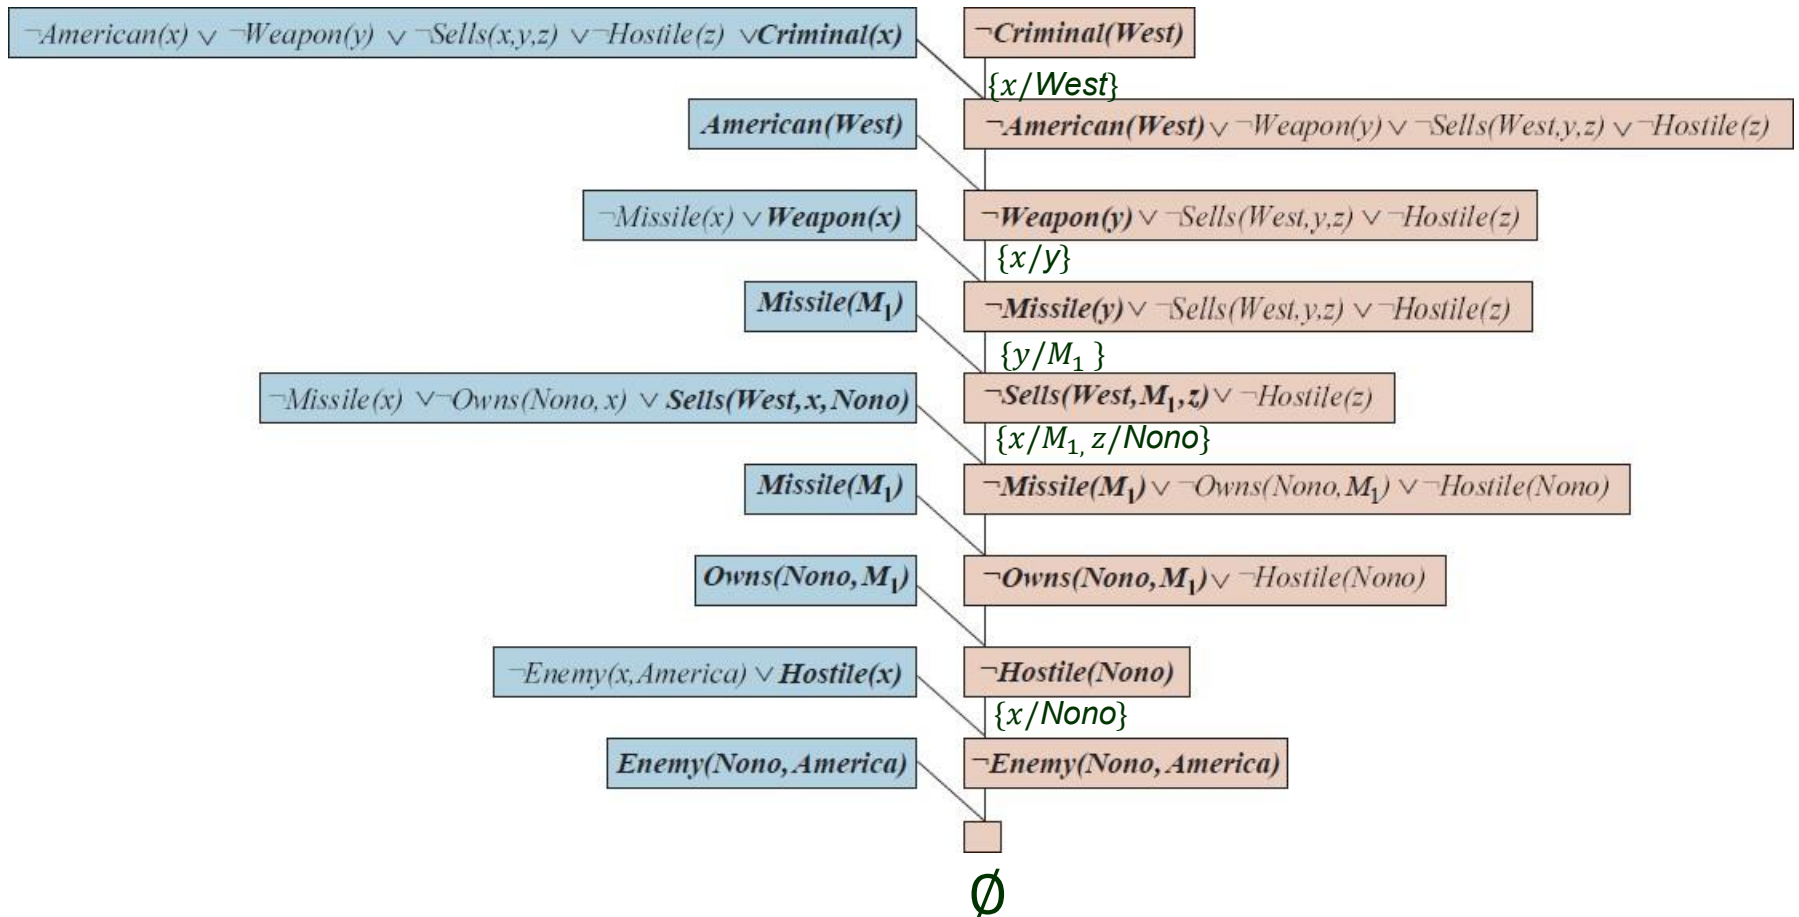 ¬American(x) ∨ ¬Weapon(y) ∨ ¬Sells(x,y,z) ∨ ¬Hostile(z) ∨ Criminal(x)
¬Criminal(West)
{x/West}
American(West)
¬American(West) ∨ ¬Weapon(y) ∨ ¬Sells(West,y,z) ∨ ¬Hostile(z)
¬Missile(x) ∨ Weapon(x)
¬Weapon(y) ∨ ¬Sells(West,y,z) ∨ ¬Hostile(z)
{x/y}
Missile(M₁)
¬Missile(y) ∨ ¬Sells(West,y,z) ∨ ¬Hostile(z)
{y/M₁ }
¬Missile(x) ∨ ¬Owns(Nono,x) ∨ Sells(West,x,Nono)
¬Sells(West,M₁,z) ∨ ¬Hostile(z)
{x/M₁, z/Nono}
Missile(M₁)
¬Missile(M₁) ∨ ¬Owns(Nono,M₁) ∨ ¬Hostile(Nono)
Owns(Nono,M₁)
¬Owns(Nono,M₁) ∨ ¬Hostile(Nono)
¬Enemy(x,America) ∨ Hostile(x)
¬Hostile(Nono)
{x/Nono}
Enemy(Nono,America)
¬Enemy(Nono,America)
∅